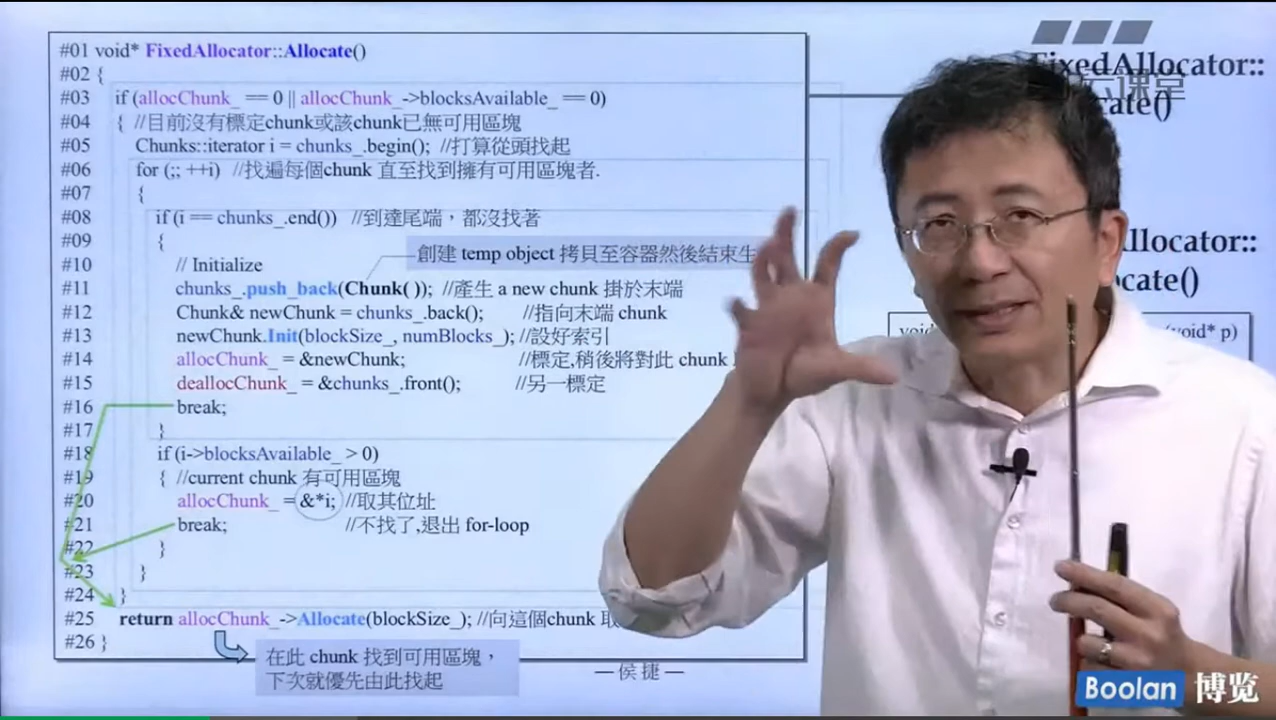 #01 void* FixedAllocator::Allocate()
#02 {
#03 if (allocChunk_ == 0 || allocChunk_->blocksAvailable_ == 0)
#04 { //目前沒有標定chunk或該chunk已無可用區塊
#05 Chunks::iterator i = chunks_.begin(); //打算從頭找起
#06 for (;; ++i) //找遍每個chunk 直至找到擁有可用區塊者.
#07 {
#08 if (i == chunks_.end()) //到達尾端，都沒找著
#09 {
創建 temp object 拷貝至容器然後結束生
#10 // Initialize
#11 chunks_.push_back(Chunk( )); //產生 a new chunk 掛於末端
#12 Chunk& newChunk = chunks_.back(); //指向末端 chunk
#13 newChunk.Init(blockSize_, numBlocks_); //設好索引
#14 allocChunk_ = &newChunk; //標定,稍後將對此 chunk
#15 deallocChunk_ = &chunks_.front(); //另一標定
#16 break;
#17 }
#18 if (i->blocksAvailable_ > 0)
#19 { //current chunk 有可用區塊
#20 allocChunk_ = &*i; //取其位址
#21 break; //不找了,退出 for-loop
#22 }
#23 }
#24 }
#25 return allocChunk_->Allocate(blockSize_); //向這個chunk 取
#26 }
在此 chunk 找到可用區塊，
下次就優先由此找起
—侯捷—
FixedAllocator::
cate()
云课堂
Allocator::
ocate()
void
(void* p)
Boolan 博览